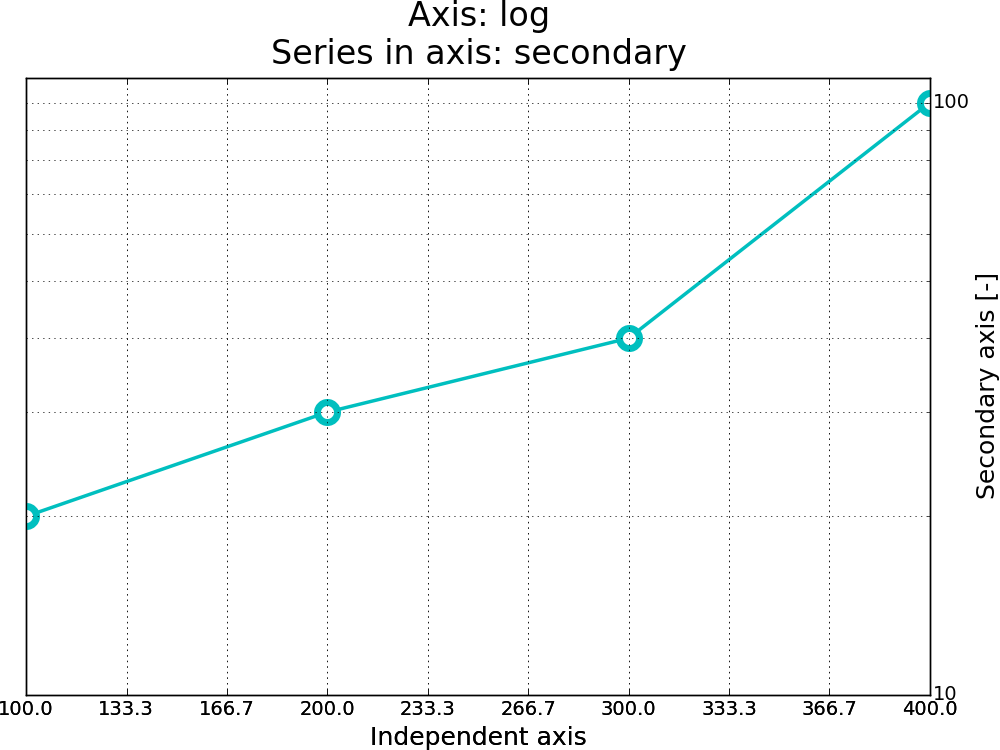 Axis: log
Series in axis: secondary
100
Secondary axis [-]
10
100.0 133.3 166.7 200.0 233.3 266.7 300.0 333.3 366.7 400.0
Independent axis